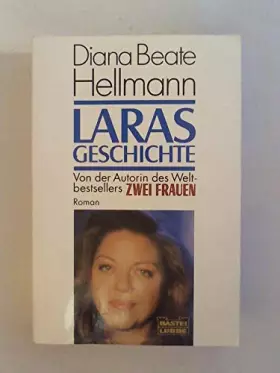 Diana Beate
Hellmann
LARAS
GESCHICHTE
Von der Autorin des Welt-
bestsellers ZWEI FRAUEN
Roman
BASTEI
LÜBBE